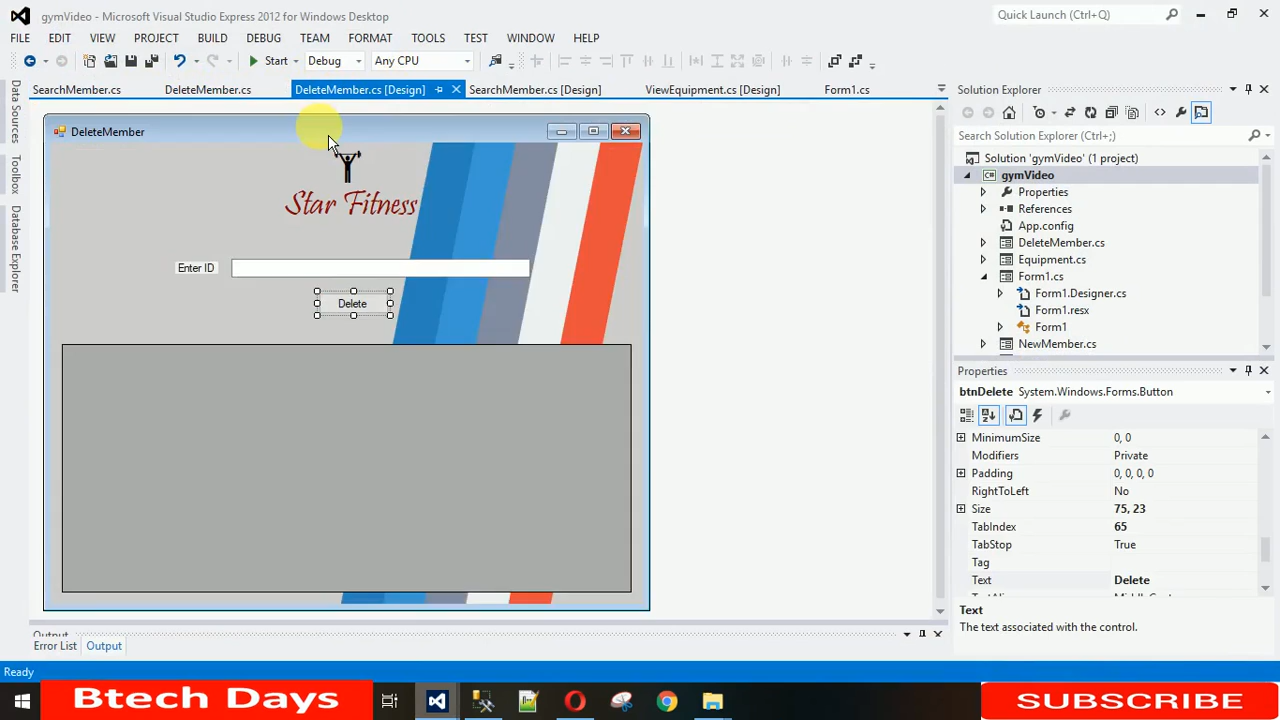 gymVideo - Microsoft Visual Studio Express 2012 for Windows Desktop
Quick Launch (Ctrl+Q)
FILE EDIT VIEW PROJECT BUILD DEBUG TEAM FORMAT TOOLS TEST WINDOW HELP
Start Debug Any CPU
SearchMember.cs DeleteMember.cs DeleteMember.cs [Design] SearchMember.cs [Design] ViewEquipment.cs [Design] Form1.cs
Data Sources
Toolbox
Database Explorer
DeleteMember
Star Fitness
Enter ID
Delete
Solution Explorer
Search Solution Explorer (Ctrl+;)
Solution 'gymVideo' (1 project)
gymVideo
Properties
References
App.config
DeleteMember.cs
Equipment.cs
Form1.cs
Form1.Designer.cs
Form1.resx
Form1
NewMember.cs
Properties
btnDelete System.Windows.Forms.Button
MinimumSize 0, 0
Modifiers Private
Padding 0, 0, 0, 0
RightToLeft No
Size 75, 23
TabIndex 65
TabStop True
Tag
Text Delete
Text
The text associated with the control.
Output
Error List Output
Ready
Btech Days
SUBSCRIBE